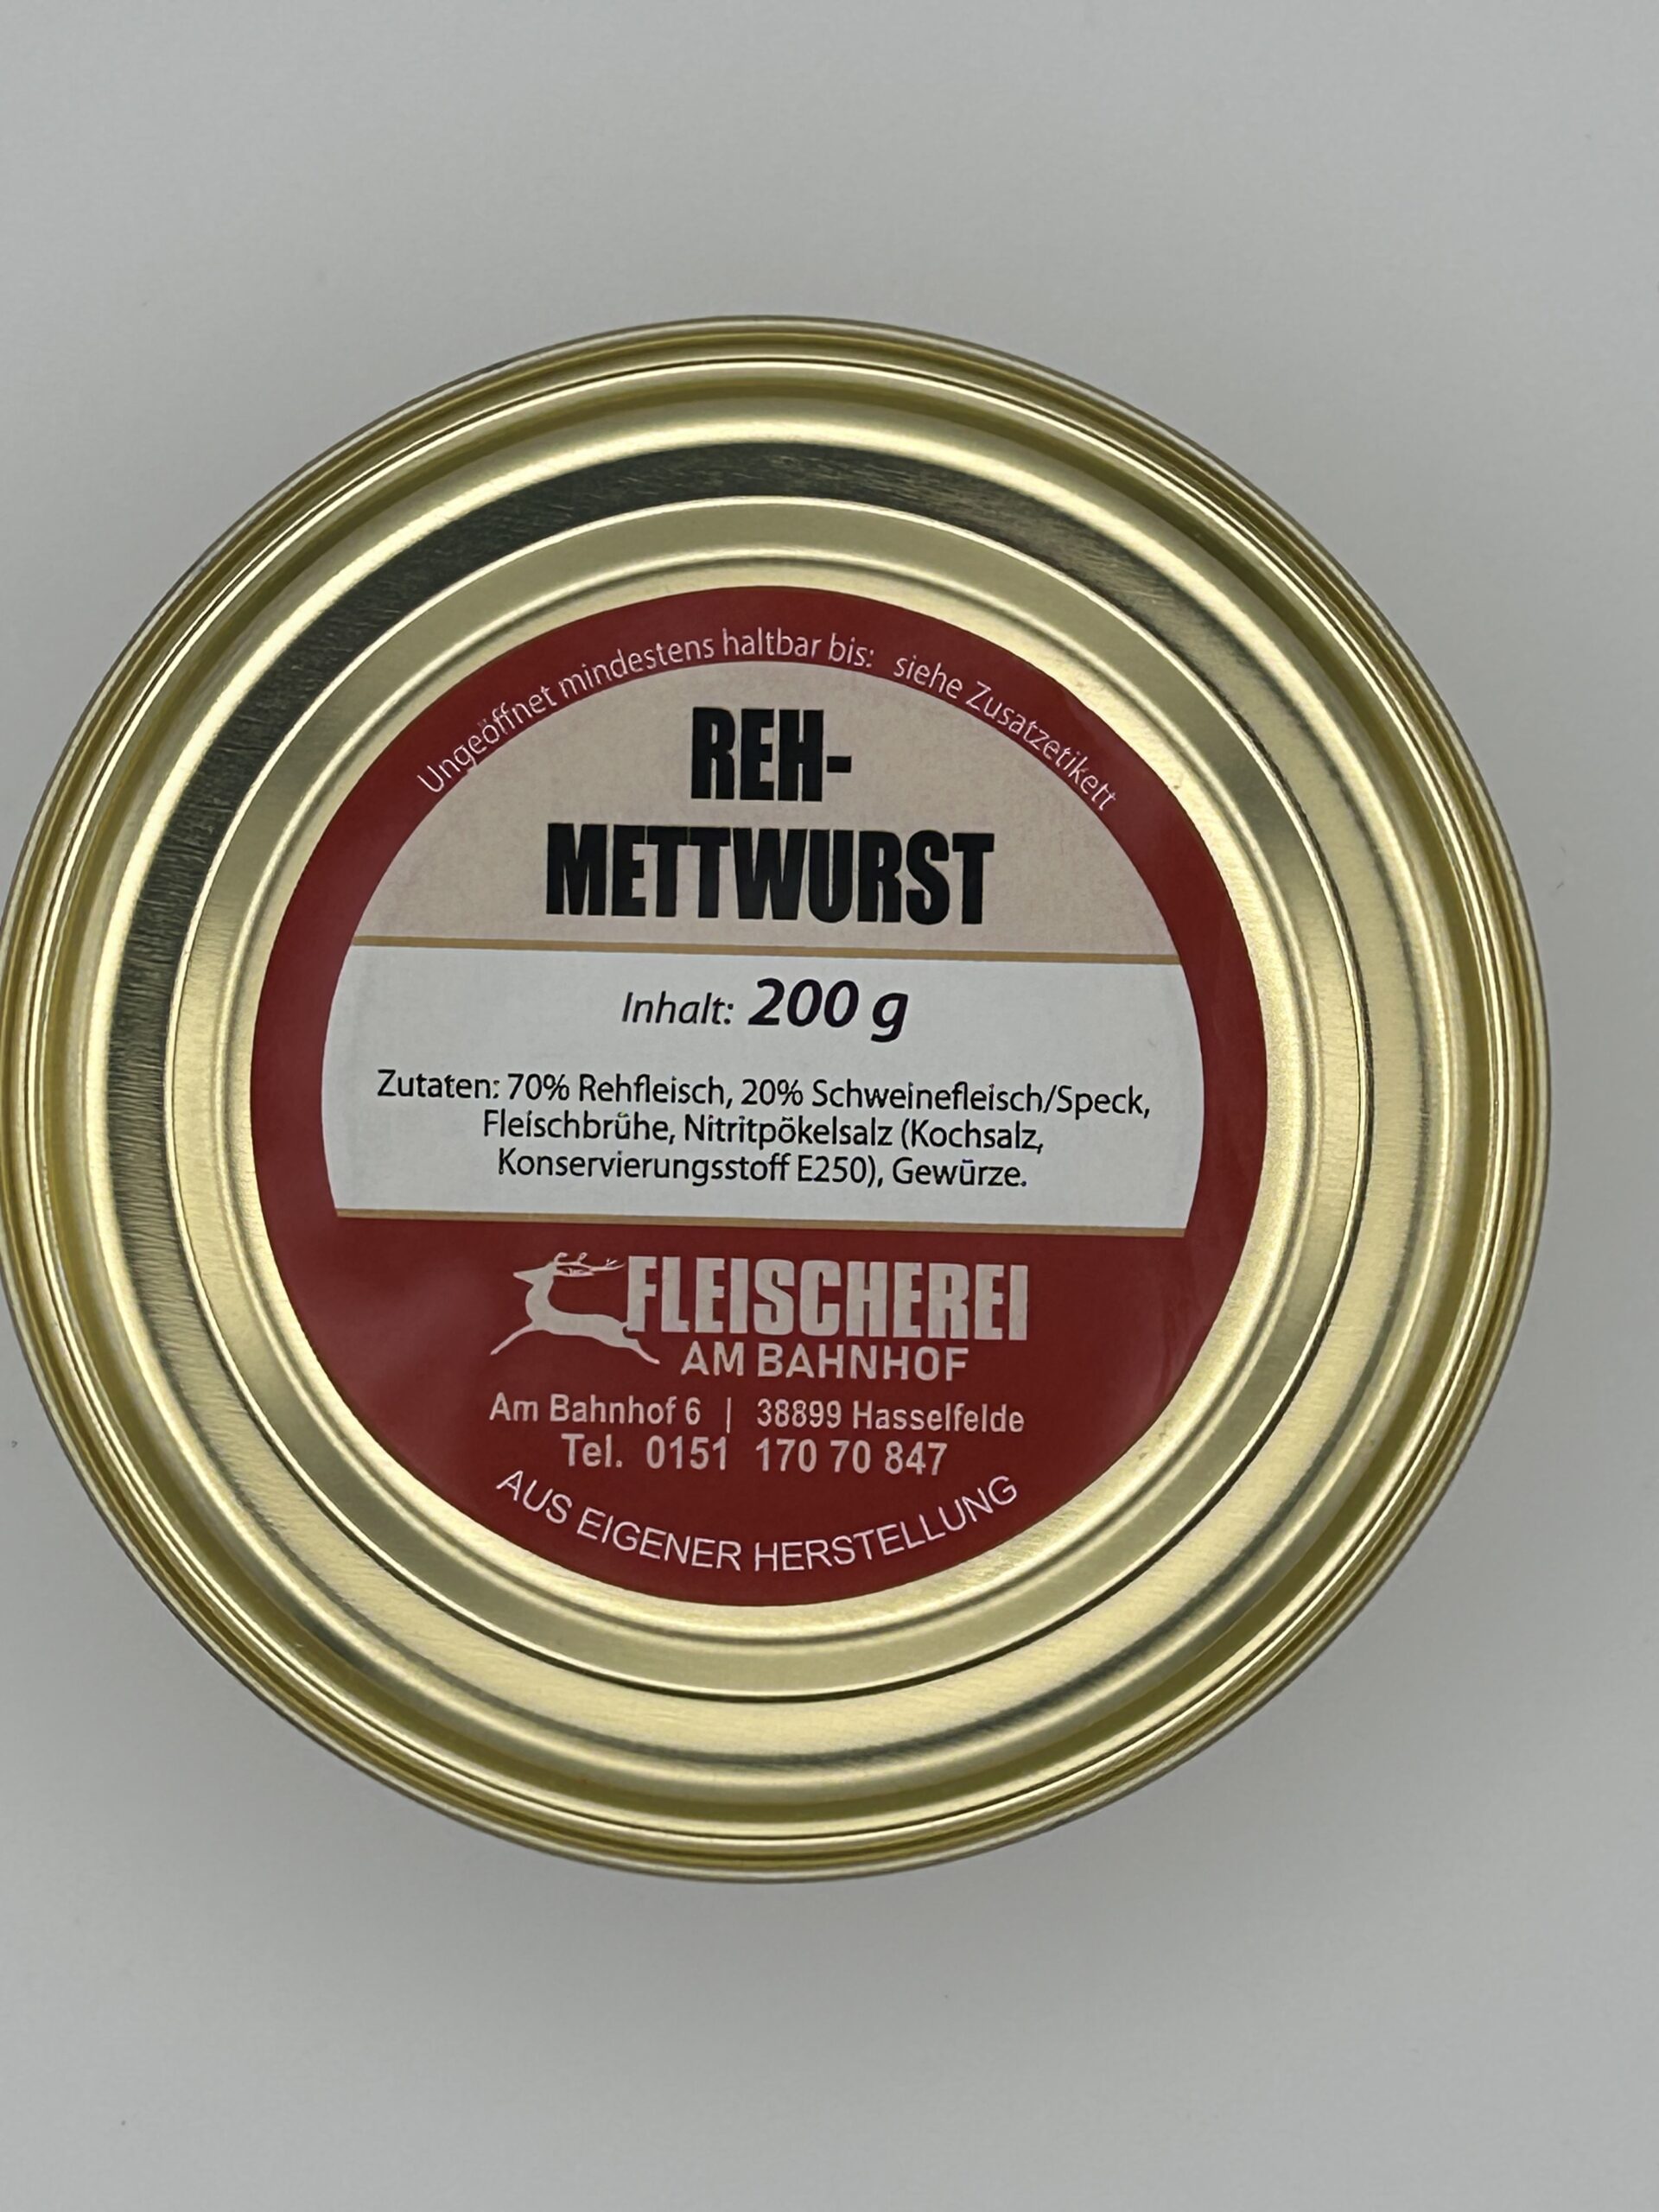 Ungeöffnet mindestens haltbar bis: siehe Zusatzetikett
REH-
METTWURST
Inhalt: 200 g
Zutaten: 70% Rehfleisch, 20% Schweinefleisch/Speck,
Fleischbrühe, Nitritpökelsalz (Kochsalz,
Konservierungsstoff E250), Gewürze.
FLEISCHEREI
AM BAHNHOF
Am Bahnhof 6 | 38899 Hasselfelde
Tel. 0151 170 70 847
AUS EIGENER HERSTELLUNG